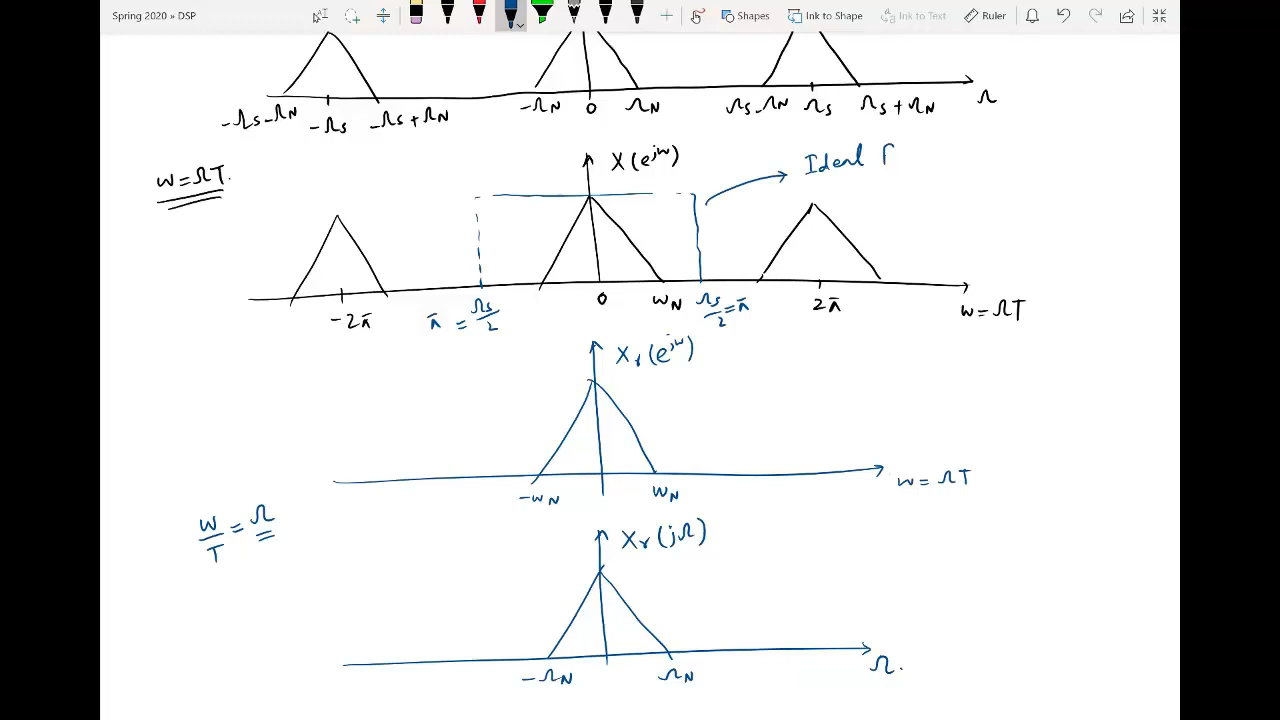 Spring 2020 » DSP
Shapes
Ink to Shape
Ink to Text
Ruler
-Ωs-ΩN -Ωs -Ωs+ΩN -ΩN 0 ΩN Ωs-ΩN Ωs Ωs+ΩN Ω
w=ΩT.
X(e^jw)
Ideal
-2π π = Ωs/2 0 wN Ωs/2=π 2π w=ΩT
Xr(e^jw)
-wN wN w=ΩT
w/T = Ω
Xr(jΩ)
-ΩN ΩN Ω.